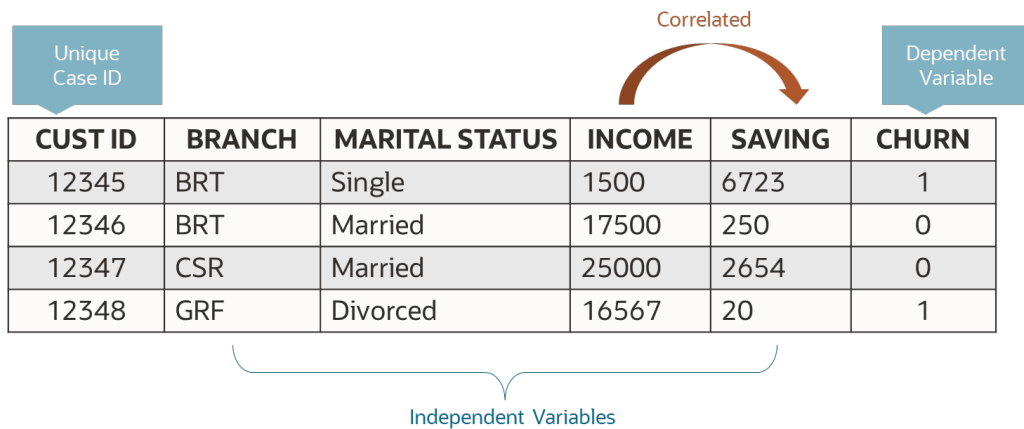 Correlated
Unique
Case ID
Dependent
Variable
CUST ID BRANCH MARITAL STATUS INCOME SAVING CHURN
12345 BRT Single 1500 6723 1
12346 BRT Married 17500 250 0
12347 CSR Married 25000 2654 0
12348 GRF Divorced 16567 20 1
Independent Variables